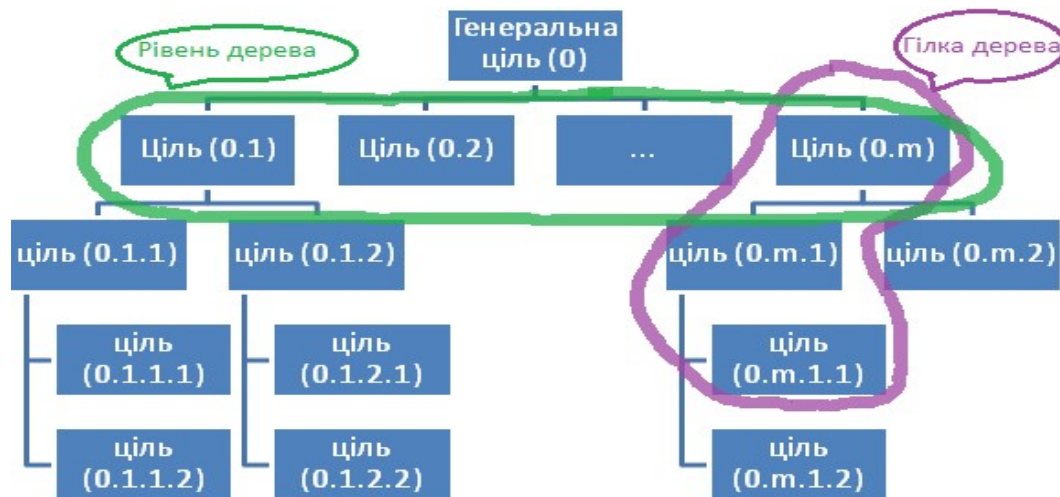 Рівень дерева
Генеральна
ціль (0)
Гілка дерева
Ціль (0.1)
Ціль (0.2)
...
Ціль (0.m)
ціль (0.1.1)
ціль (0.1.2)
ціль (0.m.1)
ціль (0.m.2)
ціль
(0.1.1.1)
ціль
(0.1.2.1)
ціль
(0.m.1.1)
ціль
(0.1.1.2)
ціль
(0.1.2.2)
ціль
(0.m.1.2)